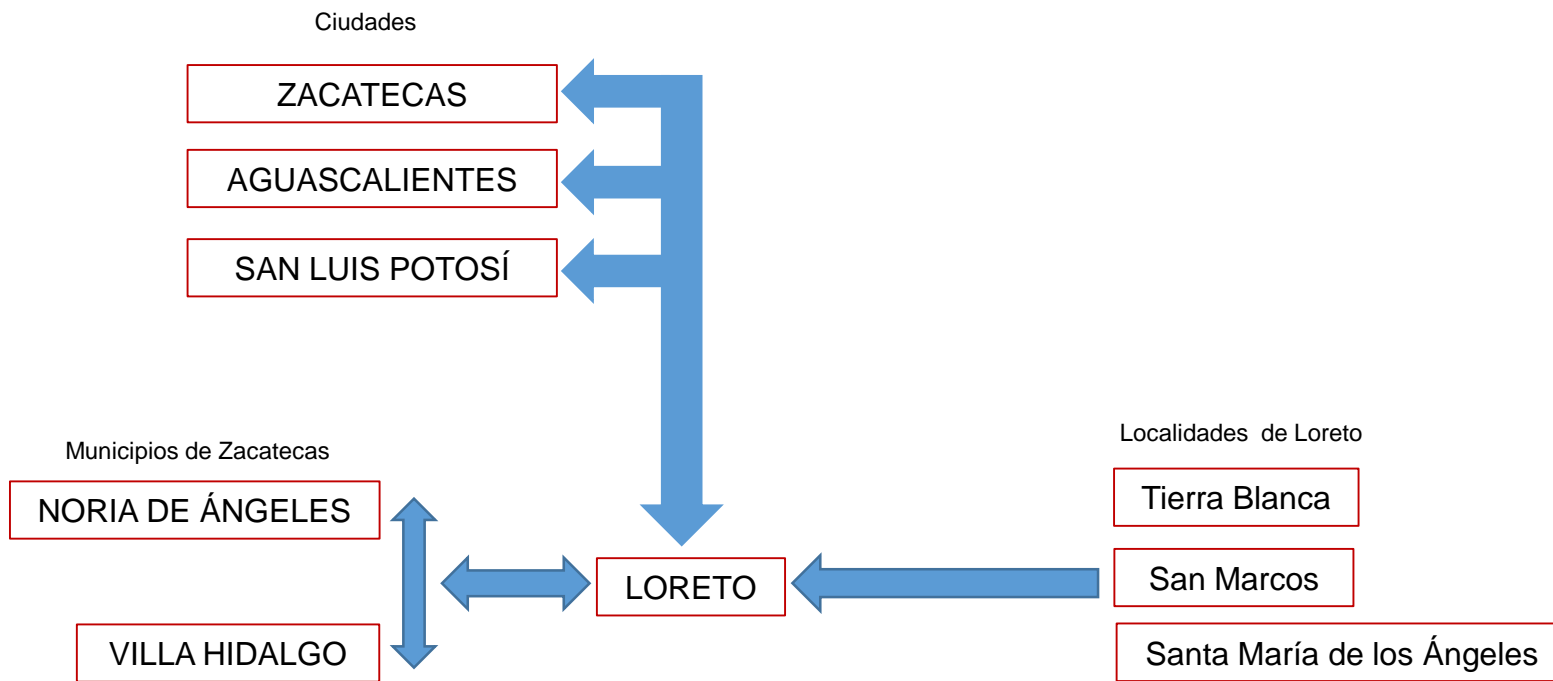 Ciudades
ZACATECAS
AGUASCALIENTES
SAN LUIS POTOSÍ
Municipios de Zacatecas
NORIA DE ÁNGELES
VILLA HIDALGO
LORETO
Localidades de Loreto
Tierra Blanca
San Marcos
Santa María de los Ángeles